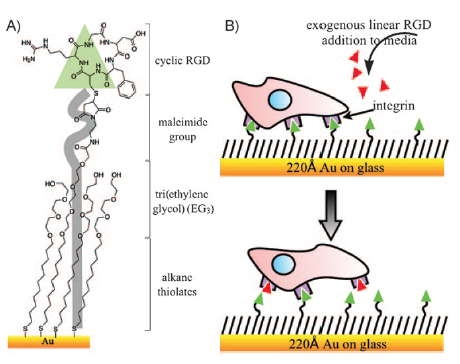 A)
cyclic RGD
maleimide
group
tri(ethylene
glycol) (EG₃)
alkane
thiolates
Au
B)
exogenous linear RGD
addition to media
integrin
220Å Au on glass
220Å Au on glass